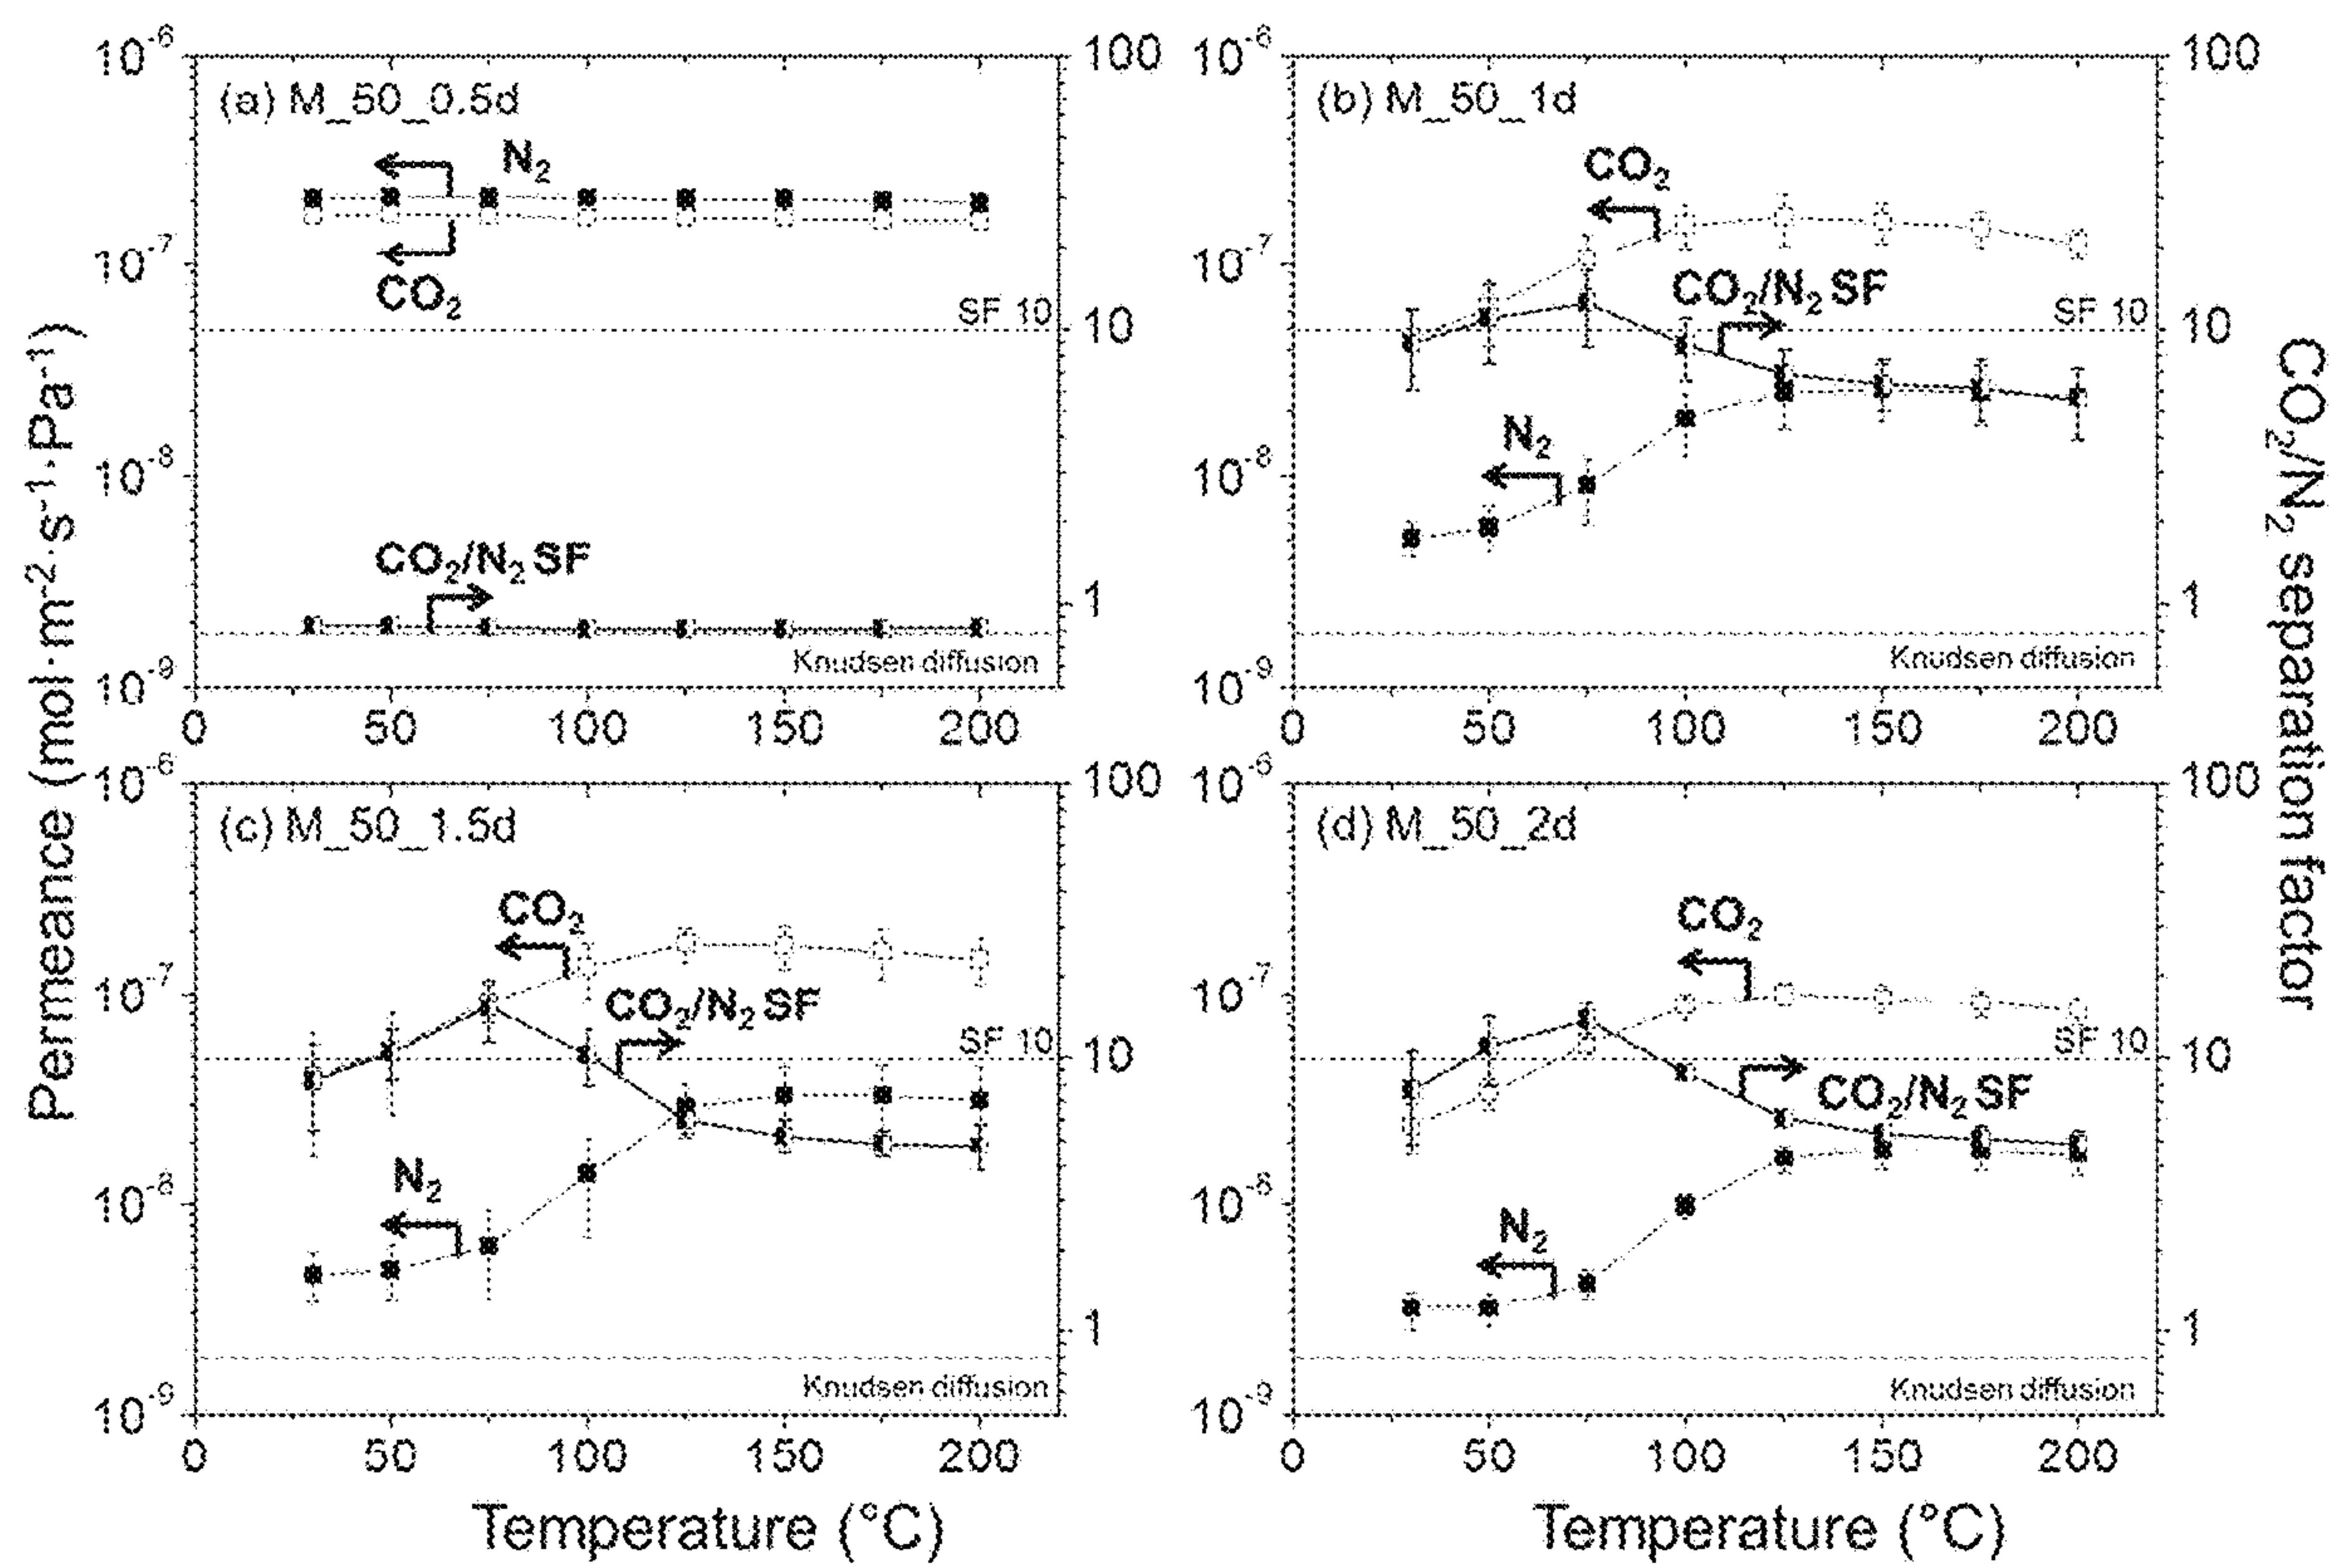 Permeance (mol·m⁻²·s⁻¹·Pa⁻¹)
CO₂/N₂ separation factor
(a) M_50_0.5d
10⁻⁶
10⁻⁷
10⁻⁸
10⁻⁹
100
10
1
N₂
CO₂
SF 10
CO₂/N₂ SF
Knudsen diffusion
0 50 100 150 200
(b) M_50_1d
10⁻⁶
10⁻⁷
10⁻⁸
10⁻⁹
100
10
1
CO₂
CO₂/N₂ SF
SF 10
N₂
Knudsen diffusion
0 50 100 150 200
(c) M_50_1.5d
10⁻⁶
10⁻⁷
10⁻⁸
10⁻⁹
100
10
1
CO₂
CO₂/N₂ SF
SF 10
N₂
Knudsen diffusion
0 50 100 150 200
Temperature (°C)
(d) M_50_2d
10⁻⁶
10⁻⁷
10⁻⁸
10⁻⁹
100
10
1
CO₂
SF 10
CO₂/N₂ SF
N₂
Knudsen diffusion
0 50 100 150 200
Temperature (°C)